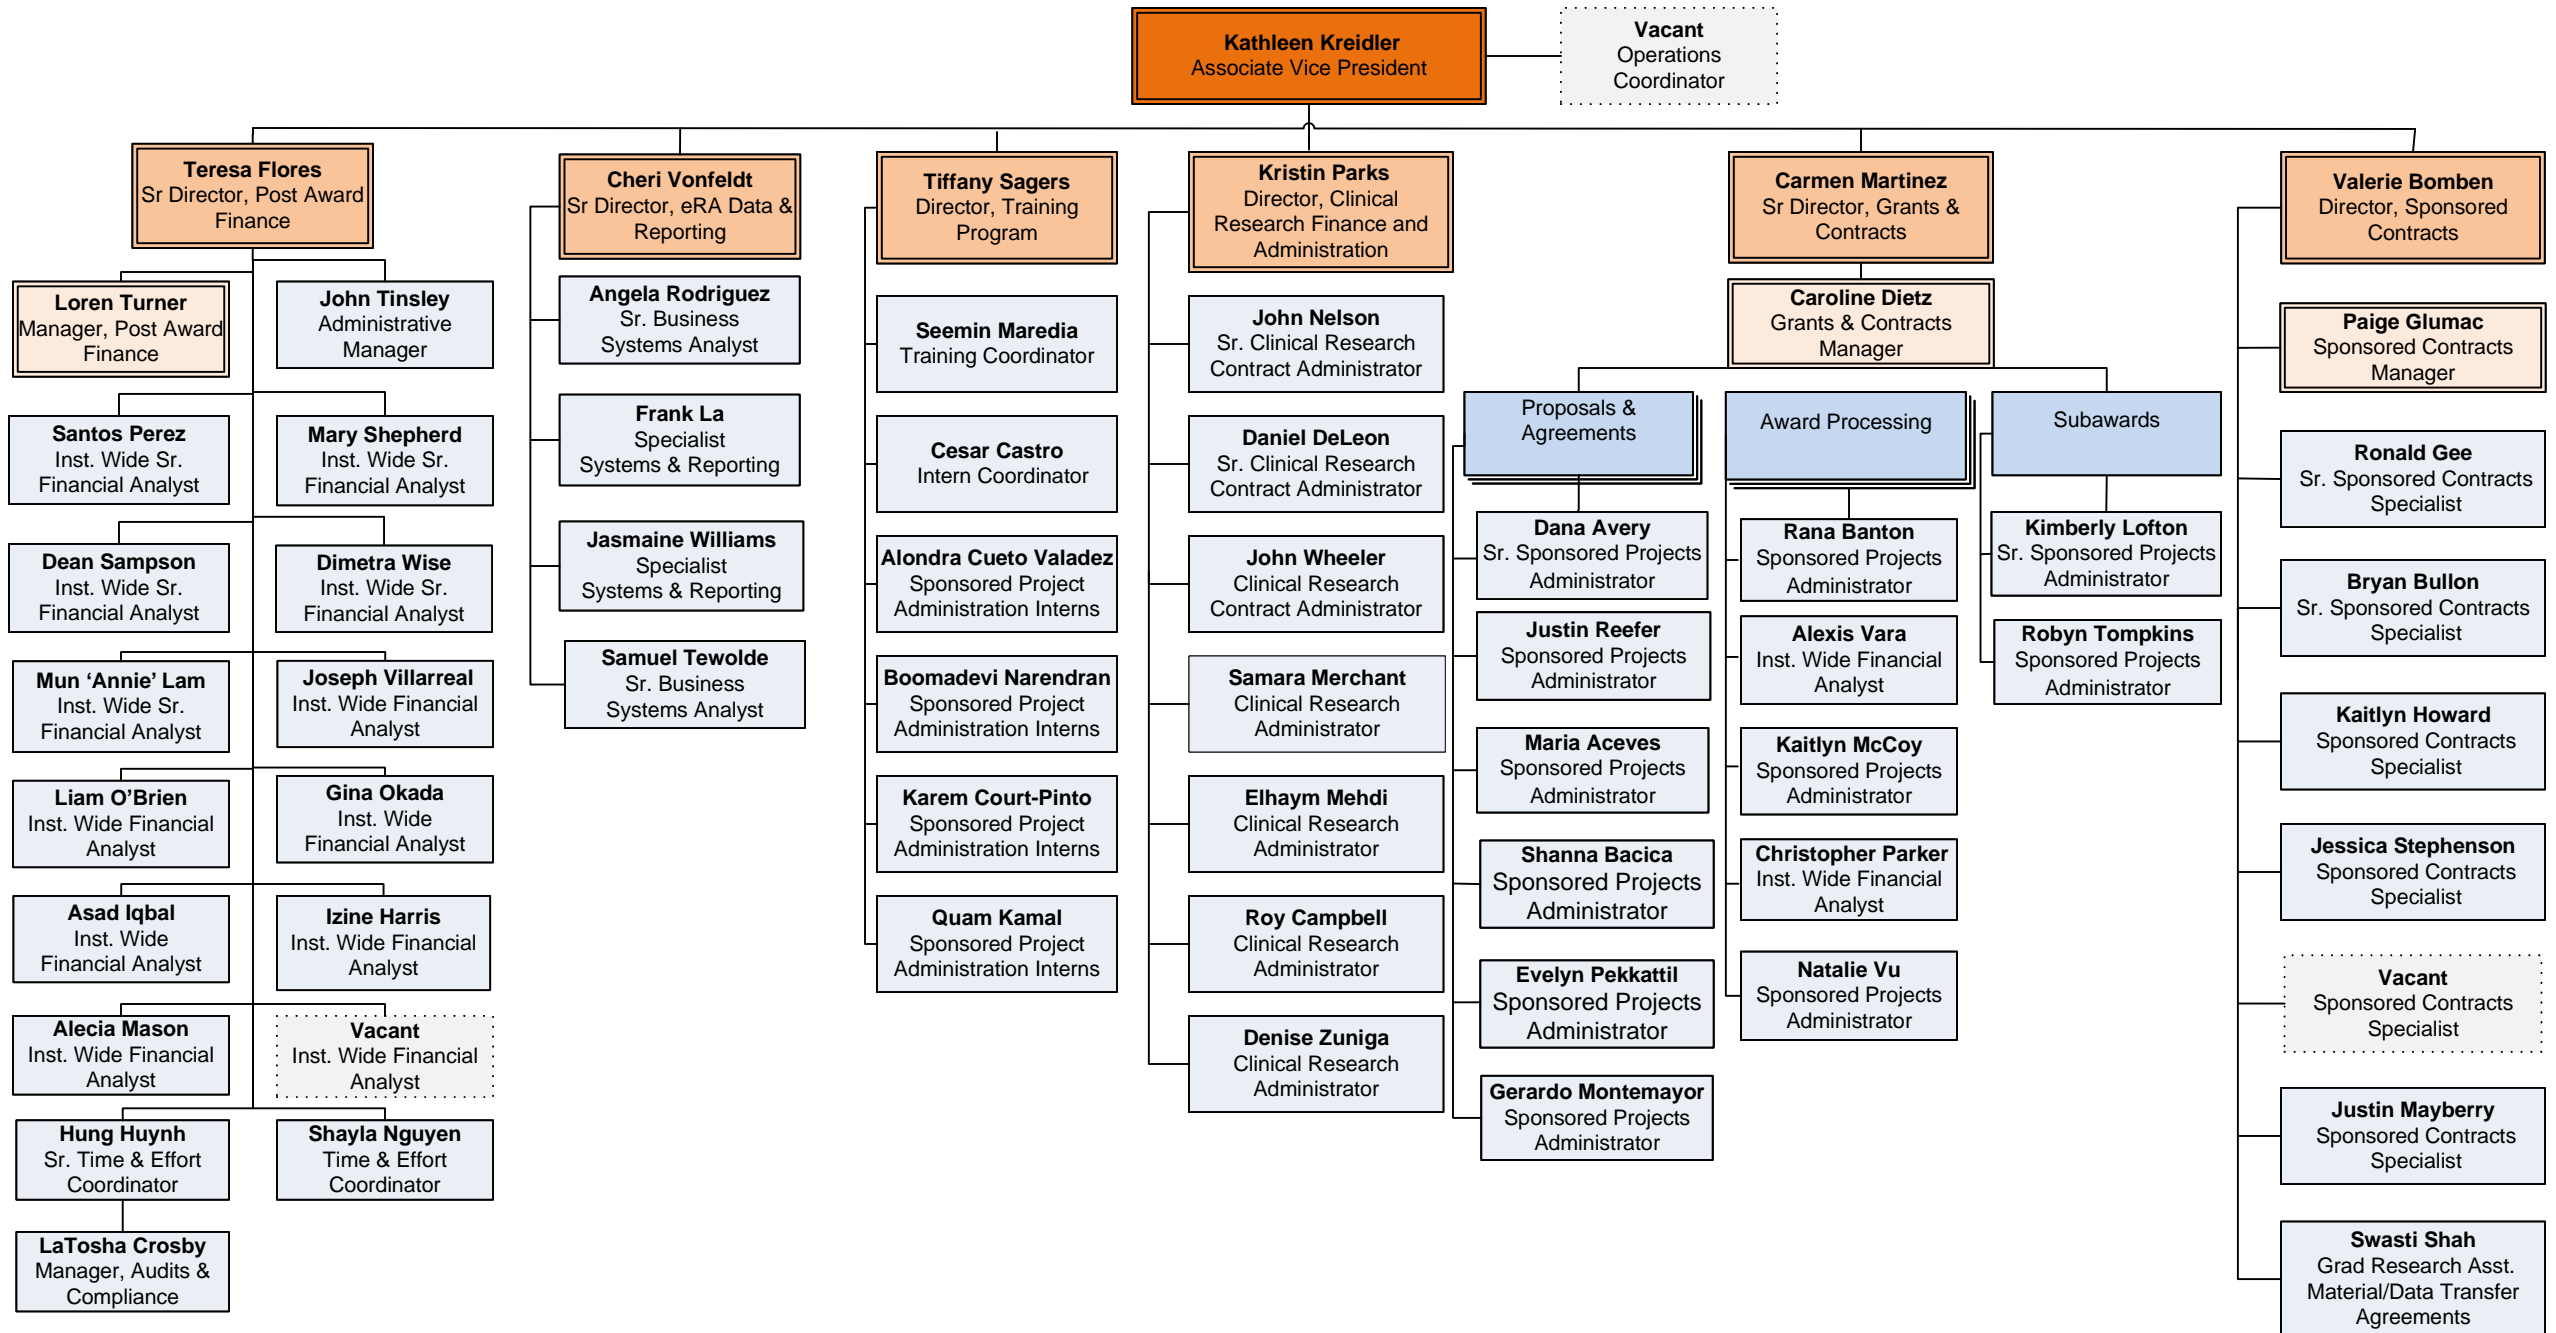 Kathleen Kreidler
Associate Vice President
Vacant
Operations
Coordinator
Teresa Flores
Sr Director, Post Award
Finance
Loren Turner
Manager, Post Award
Finance
John Tinsley
Administrative
Manager
Santos Perez
Inst. Wide Sr.
Financial Analyst
Mary Shepherd
Inst. Wide Sr.
Financial Analyst
Dean Sampson
Inst. Wide Sr.
Financial Analyst
Dimetra Wise
Inst. Wide Sr.
Financial Analyst
Mun ‘Annie’ Lam
Inst. Wide Sr.
Financial Analyst
Joseph Villarreal
Inst. Wide Financial
Analyst
Liam O’Brien
Inst. Wide Financial
Analyst
Gina Okada
Inst. Wide
Financial Analyst
Asad Iqbal
Inst. Wide
Financial Analyst
Izine Harris
Inst. Wide Financial
Analyst
Alecia Mason
Inst. Wide Financial
Analyst
Vacant
Inst. Wide Financial
Analyst
Hung Huynh
Sr. Time & Effort
Coordinator
Shayla Nguyen
Time & Effort
Coordinator
LaTosha Crosby
Manager, Audits &
Compliance
Cheri Vonfeldt
Sr Director, eRA Data &
Reporting
Angela Rodriguez
Sr. Business
Systems Analyst
Frank La
Specialist
Systems & Reporting
Jasmaine Williams
Specialist
Systems & Reporting
Samuel Tewolde
Sr. Business
Systems Analyst
Tiffany Sagers
Director, Training
Program
Seemin Maredia
Training Coordinator
Cesar Castro
Intern Coordinator
Alondra Cueto Valadez
Sponsored Project
Administration Interns
Boomadevi Narendran
Sponsored Project
Administration Interns
Karem Court-Pinto
Sponsored Project
Administration Interns
Quam Kamal
Sponsored Project
Administration Interns
Kristin Parks
Director, Clinical
Research Finance and
Administration
John Nelson
Sr. Clinical Research
Contract Administrator
Daniel DeLeon
Sr. Clinical Research
Contract Administrator
John Wheeler
Clinical Research
Contract Administrator
Samara Merchant
Clinical Research
Administrator
Elhaym Mehdi
Clinical Research
Administrator
Roy Campbell
Clinical Research
Administrator
Denise Zuniga
Clinical Research
Administrator
Carmen Martinez
Sr Director, Grants &
Contracts
Caroline Dietz
Grants & Contracts
Manager
Proposals &
Agreements
Dana Avery
Sr. Sponsored Projects
Administrator
Justin Reefer
Sponsored Projects
Administrator
Maria Aceves
Sponsored Projects
Administrator
Shanna Bacica
Sponsored Projects
Administrator
Evelyn Pekkattil
Sponsored Projects
Administrator
Gerardo Montemayor
Sponsored Projects
Administrator
Award Processing
Rana Banton
Sponsored Projects
Administrator
Alexis Vara
Inst. Wide Financial
Analyst
Kaitlyn McCoy
Sponsored Projects
Administrator
Christopher Parker
Inst. Wide Financial
Analyst
Natalie Vu
Sponsored Projects
Administrator
Subawards
Kimberly Lofton
Sr. Sponsored Projects
Administrator
Robyn Tompkins
Sponsored Projects
Administrator
Valerie Bomben
Director, Sponsored
Contracts
Paige Glumac
Sponsored Contracts
Manager
Ronald Gee
Sr. Sponsored Contracts
Specialist
Bryan Bullon
Sr. Sponsored Contracts
Specialist
Kaitlyn Howard
Sponsored Contracts
Specialist
Jessica Stephenson
Sponsored Contracts
Specialist
Vacant
Sponsored Contracts
Specialist
Justin Mayberry
Sponsored Contracts
Specialist
Swasti Shah
Grad Research Asst.
Material/Data Transfer
Agreements